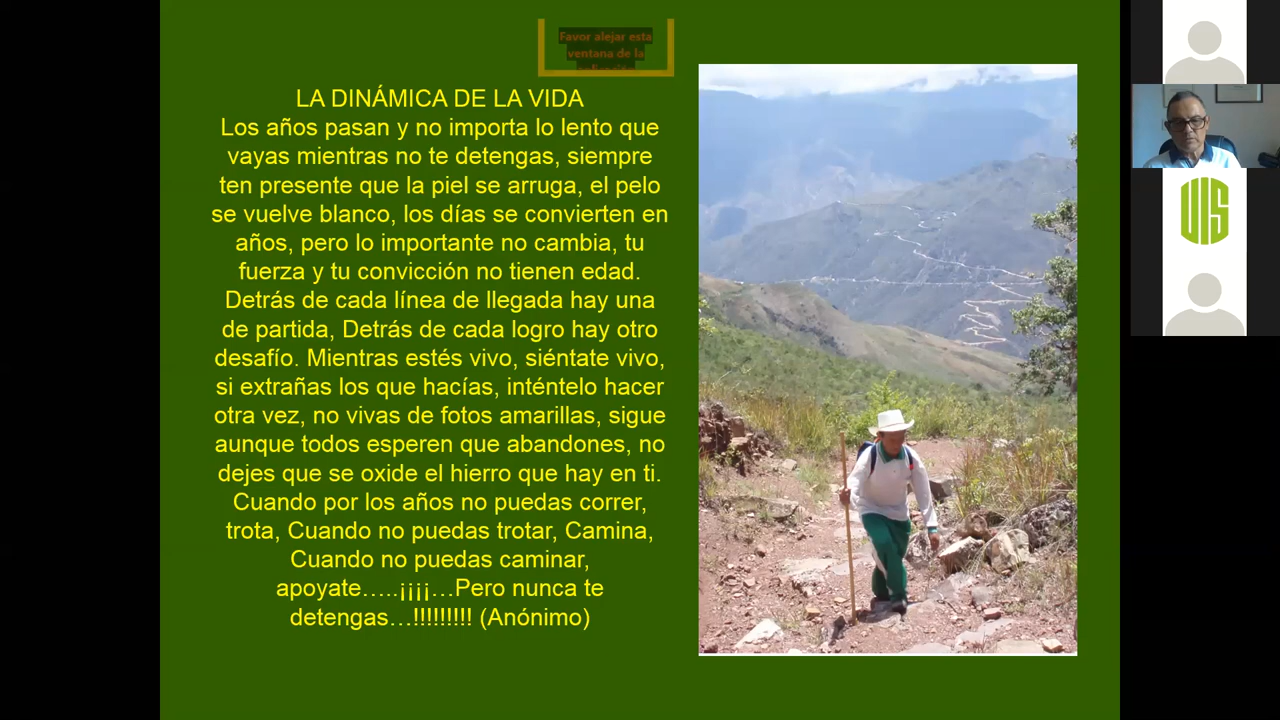 Favor alejar esta
ventana de la
LA DINÁMICA DE LA VIDA
Los años pasan y no importa lo lento que
vayas mientras no te detengas, siempre
ten presente que la piel se arruga, el pelo
se vuelve blanco, los días se convierten en
años, pero lo importante no cambia, tu
fuerza y tu convicción no tienen edad.
Detrás de cada línea de llegada hay una
de partida, Detrás de cada logro hay otro
desafío. Mientras estés vivo, siéntate vivo,
si extrañas los que hacías, inténtelo hacer
otra vez, no vivas de fotos amarillas, sigue
aunque todos esperen que abandones, no
dejes que se oxide el hierro que hay en ti.
Cuando por los años no puedas correr,
trota, Cuando no puedas trotar, Camina,
Cuando no puedas caminar,
apoyate…..¡¡¡¡…Pero nunca te
detengas…!!!!!!!!! (Anónimo)
UIS